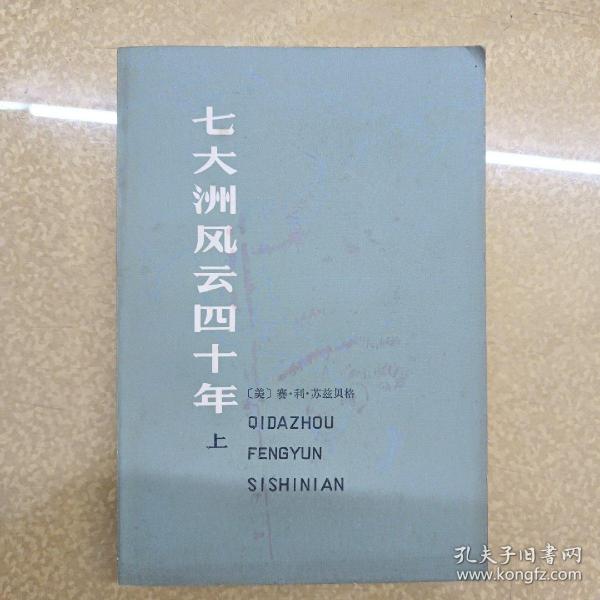 七大洲风云四十年
上
〔美〕赛·利·苏兹贝格
QIDAZHOU
FENGYUN
SISHINIAN
孔夫子旧書网
www.kongfz.com